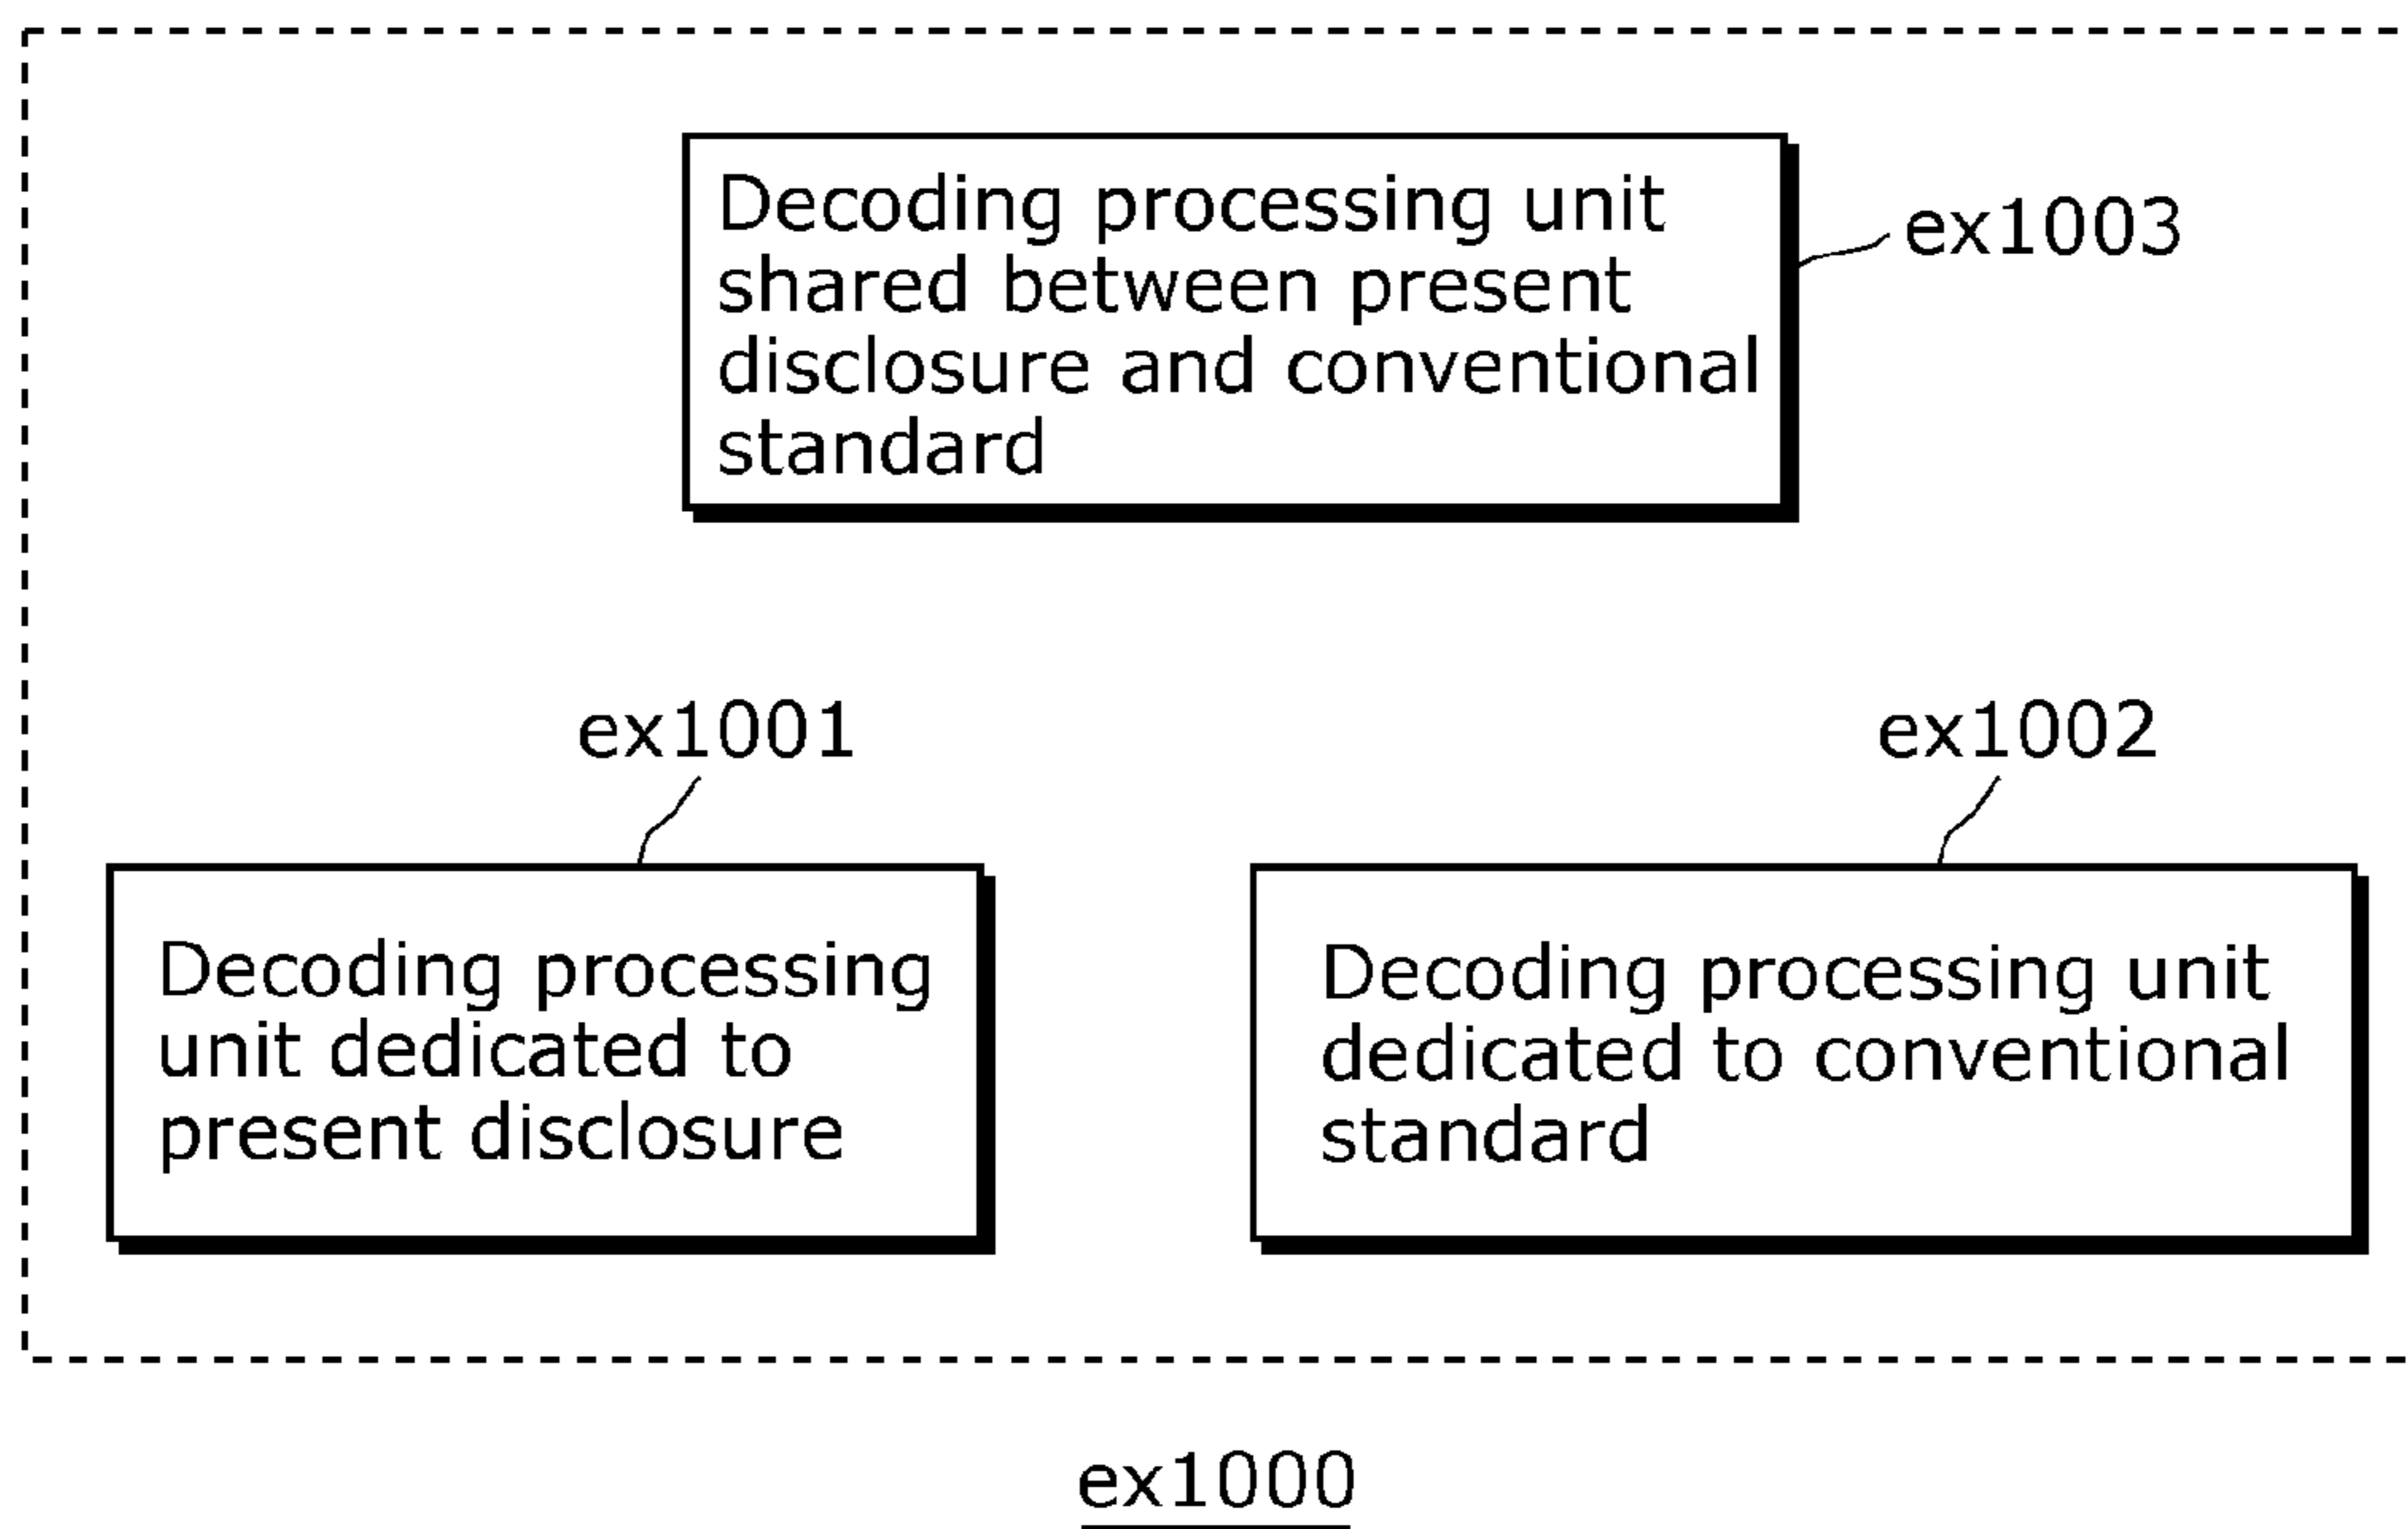 Decoding processing unit
shared between present
disclosure and conventional
standard
ex1003
ex1001
ex1002
Decoding processing
unit dedicated to
present disclosure
Decoding processing unit
dedicated to conventional
standard
ex1000